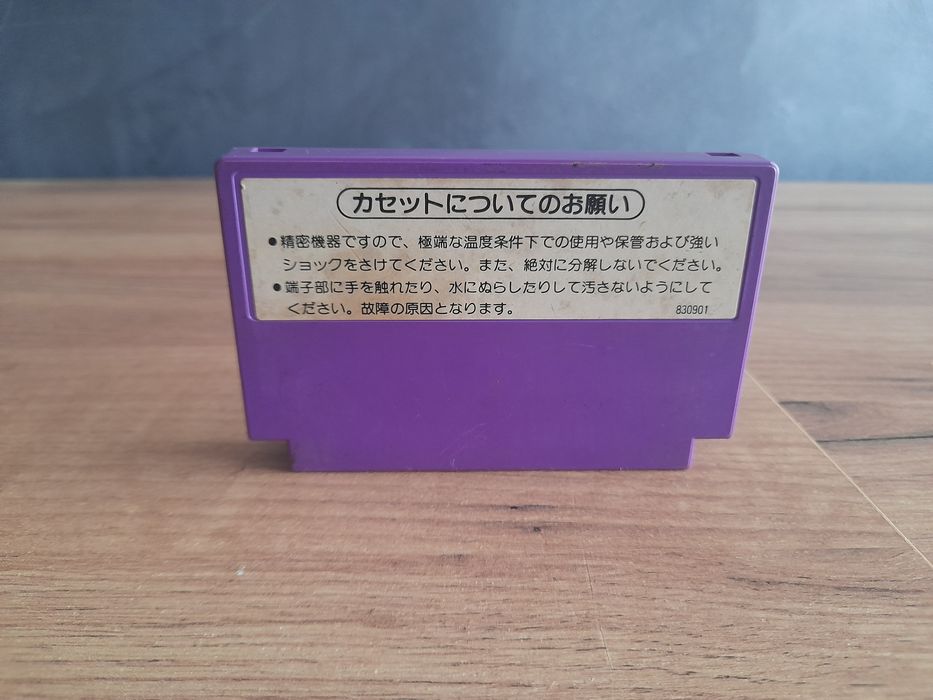 カセットについてのお願い
●精密機器ですので、極端な温度条件下での使用や保管および強い
ショックをさけてください。また、絶対に分解しないでください。
●端子部に手を触れたり、水にぬらしたりして汚さないようにして
ください。故障の原因となります。 830901